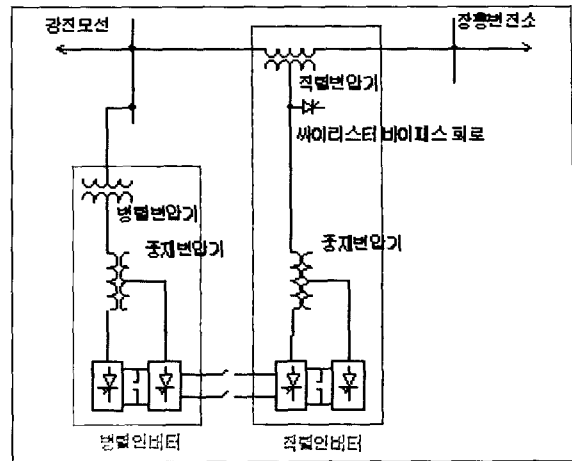 강진모선
장흥변전소
직렬변압기
싸이리스터 바이패스 회로
병렬변압기
중재변압기
중재변압기
병렬인버터
직렬인버터